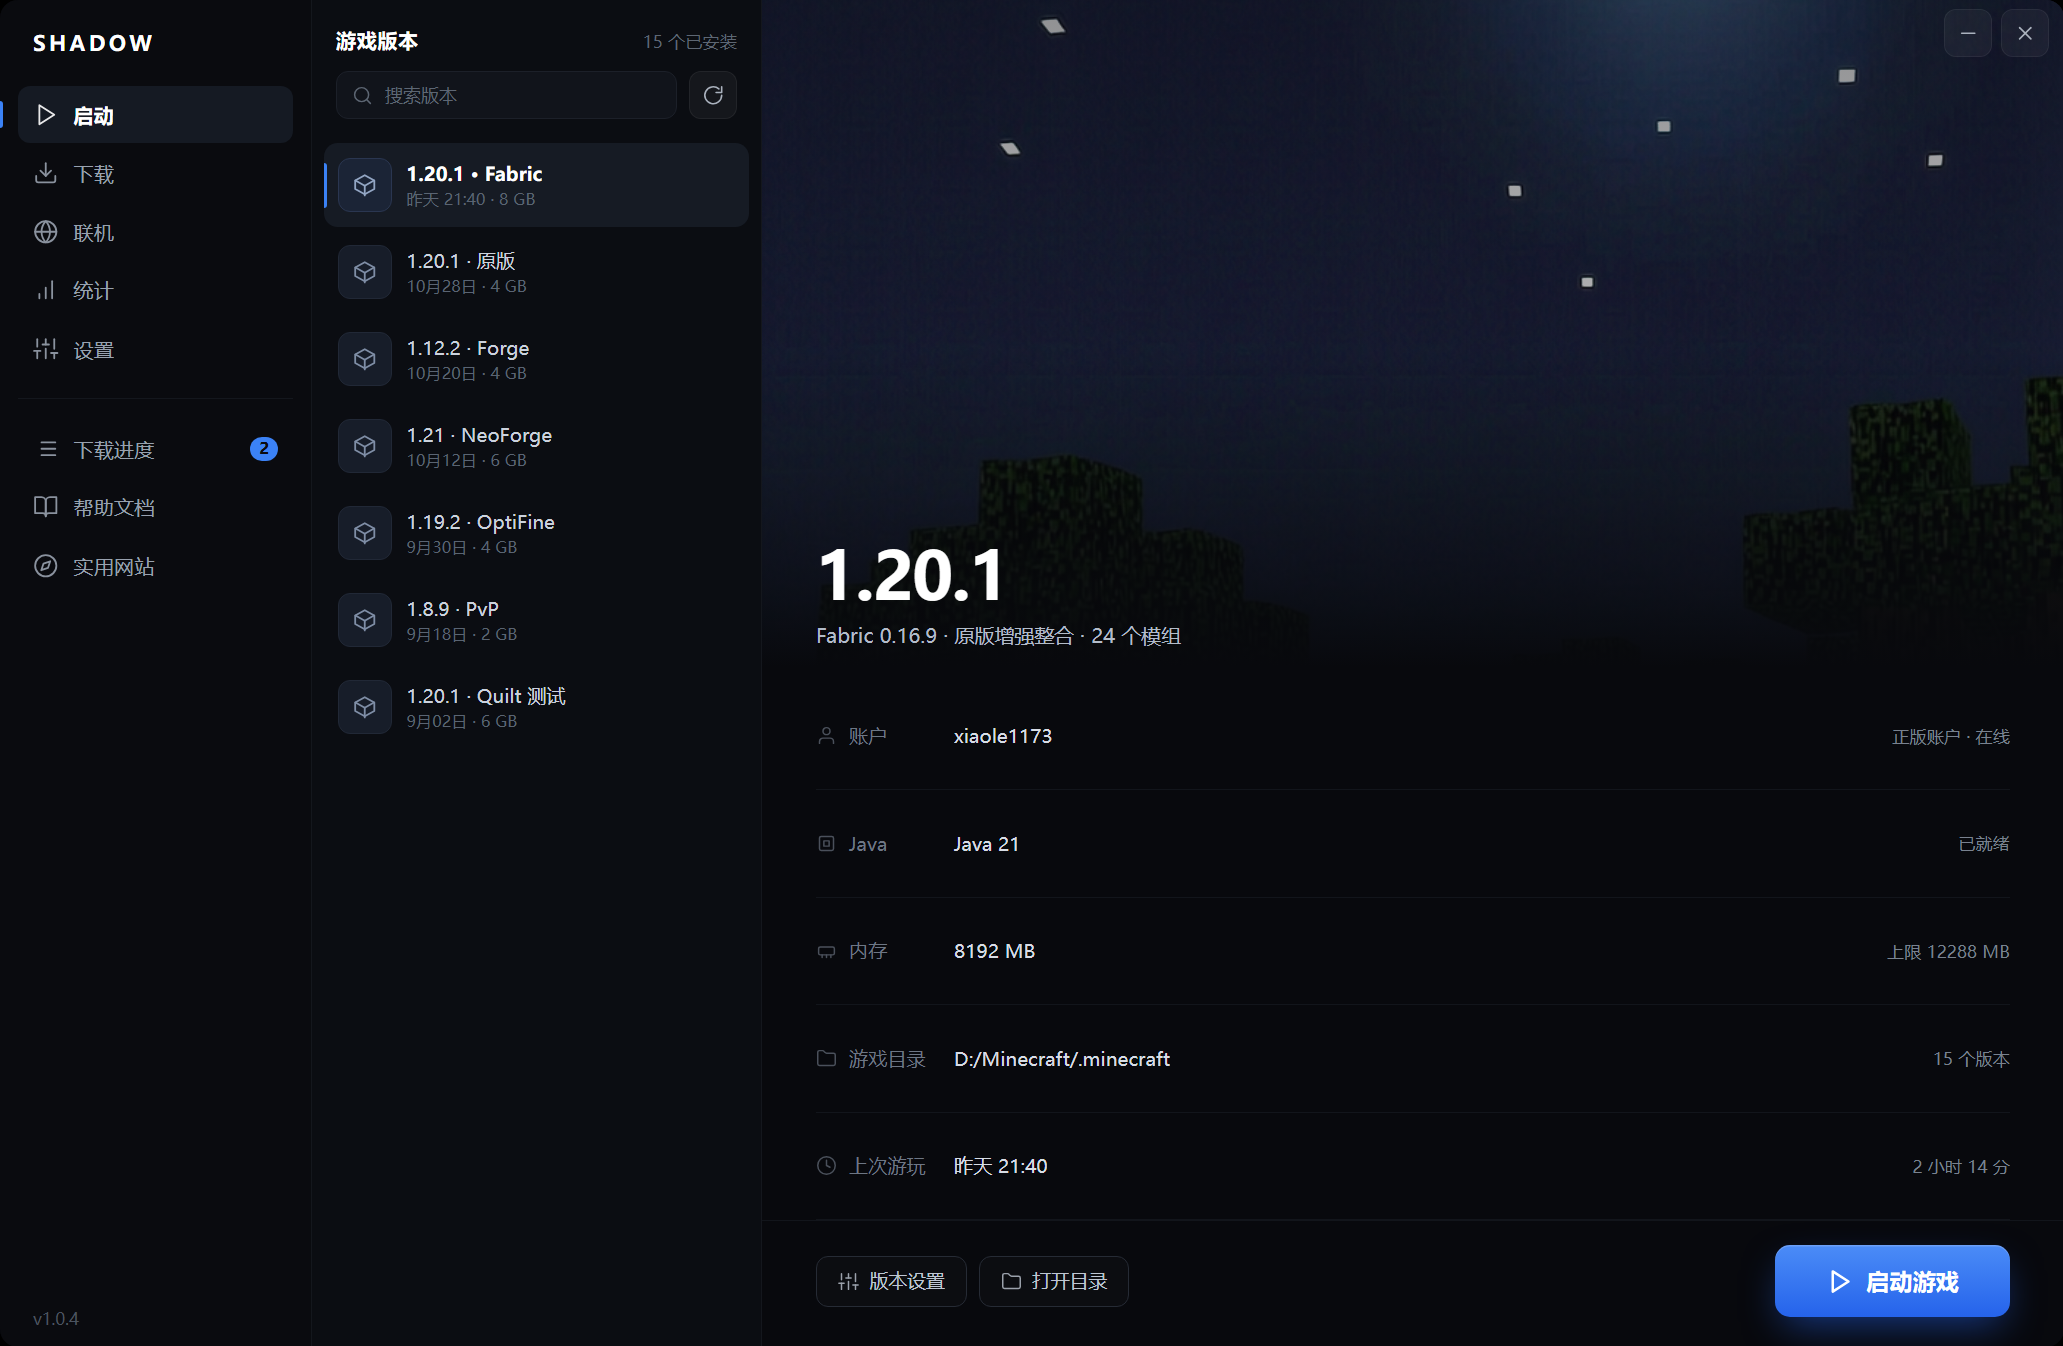 SHADOW
启动
下载
联机
统计
设置
下载进度 2
帮助文档
实用网站
v1.0.4
游戏版本 15 个已安装
搜索版本
1.20.1 • Fabric
昨天 21:40 · 8 GB
1.20.1 · 原版
10月28日 · 4 GB
1.12.2 · Forge
10月20日 · 4 GB
1.21 · NeoForge
10月12日 · 6 GB
1.19.2 · OptiFine
9月30日 · 4 GB
1.8.9 · PvP
9月18日 · 2 GB
1.20.1 · Quilt 测试
9月02日 · 6 GB
1.20.1
Fabric 0.16.9 · 原版增强整合 · 24 个模组
账户 xiaole1173 正版账户 · 在线
Java Java 21 已就绪
内存 8192 MB 上限 12288 MB
游戏目录 D:/Minecraft/.minecraft 15 个版本
上次游玩 昨天 21:40 2 小时 14 分
版本设置 打开目录 启动游戏